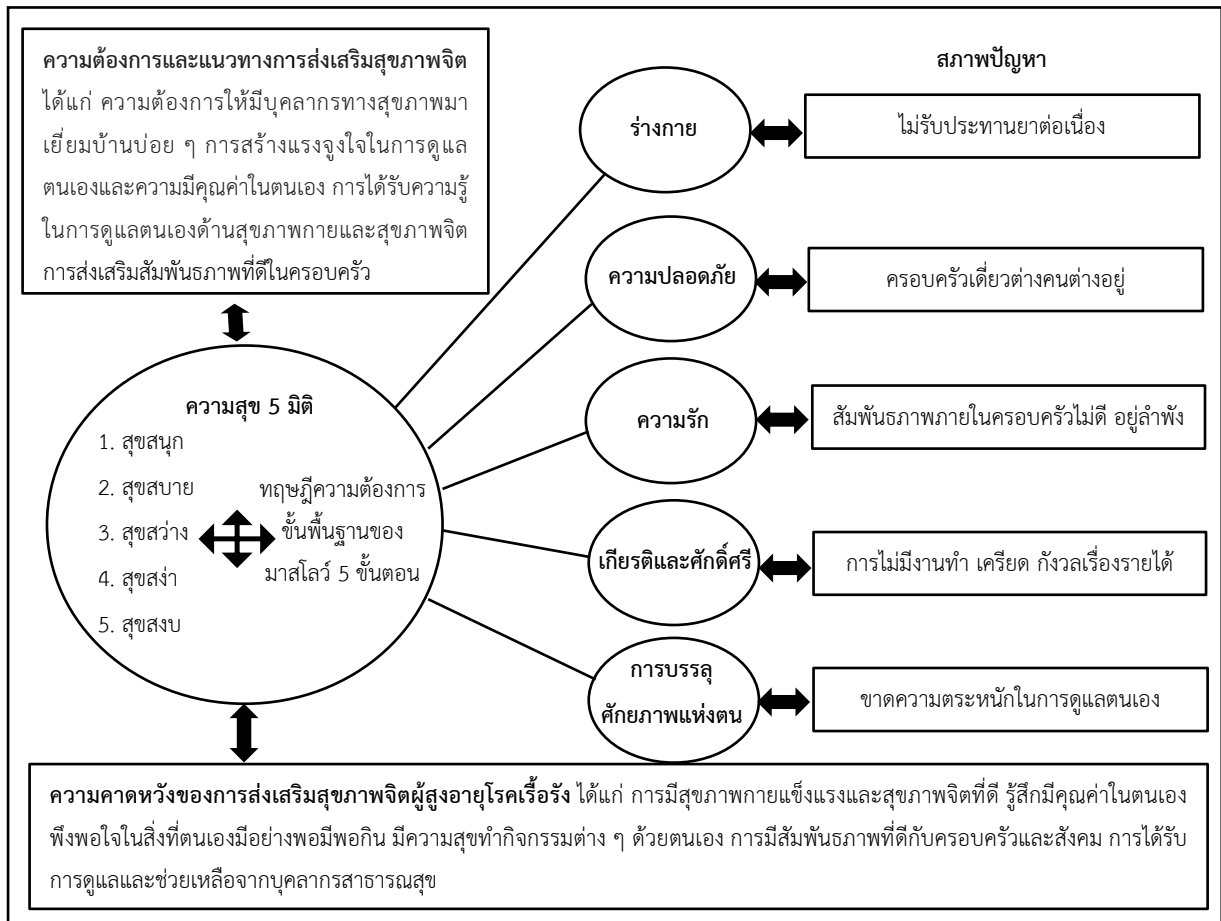 ความต้องการและแนวทางการส่งเสริมสุขภาพจิต
ได้แก่ ความต้องการให้มีบุคลากรทางสุขภาพมา
เยี่ยมบ้านบ่อย ๆ การสร้างแรงจูงใจในการดูแล
ตนเองและความมีคุณค่าในตนเอง การได้รับความรู้
ในการดูแลตนเองด้านสุขภาพกายและสุขภาพจิต
การส่งเสริมสัมพันธภาพที่ดีในครอบครัว
สภาพปัญหา
ร่างกาย
ไม่รับประทานยาต่อเนื่อง
ความปลอดภัย
ครอบครัวเดี่ยวต่างคนต่างอยู่
ความรัก
สัมพันธภาพภายในครอบครัวไม่ดี อยู่ลำพัง
เกียรติและศักดิ์ศรี
การไม่มีงานทำ เครียด กังวลเรื่องรายได้
การบรรลุ
ศักยภาพแห่งตน
ขาดความตระหนักในการดูแลตนเอง
ความสุข 5 มิติ
1. สุขสนุก
2. สุขสบาย
3. สุขสว่าง
4. สุขสง่า
5. สุขสงบ
ทฤษฎีความต้องการ
ขั้นพื้นฐานของ
มาสโลว์ 5 ขั้นตอน
ความคาดหวังของการส่งเสริมสุขภาพจิตผู้สูงอายุโรคเรื้อรัง ได้แก่ การมีสุขภาพกายแข็งแรงและสุขภาพจิตที่ดี รู้สึกมีคุณค่าในตนเอง
พึงพอใจในสิ่งที่ตนเองมีอย่างพอมีพอกิน มีความสุขทำกิจกรรมต่าง ๆ ด้วยตนเอง การมีสัมพันธภาพที่ดีกับครอบครัวและสังคม การได้รับ
การดูแลและช่วยเหลือจากบุคลากรสาธารณสุข